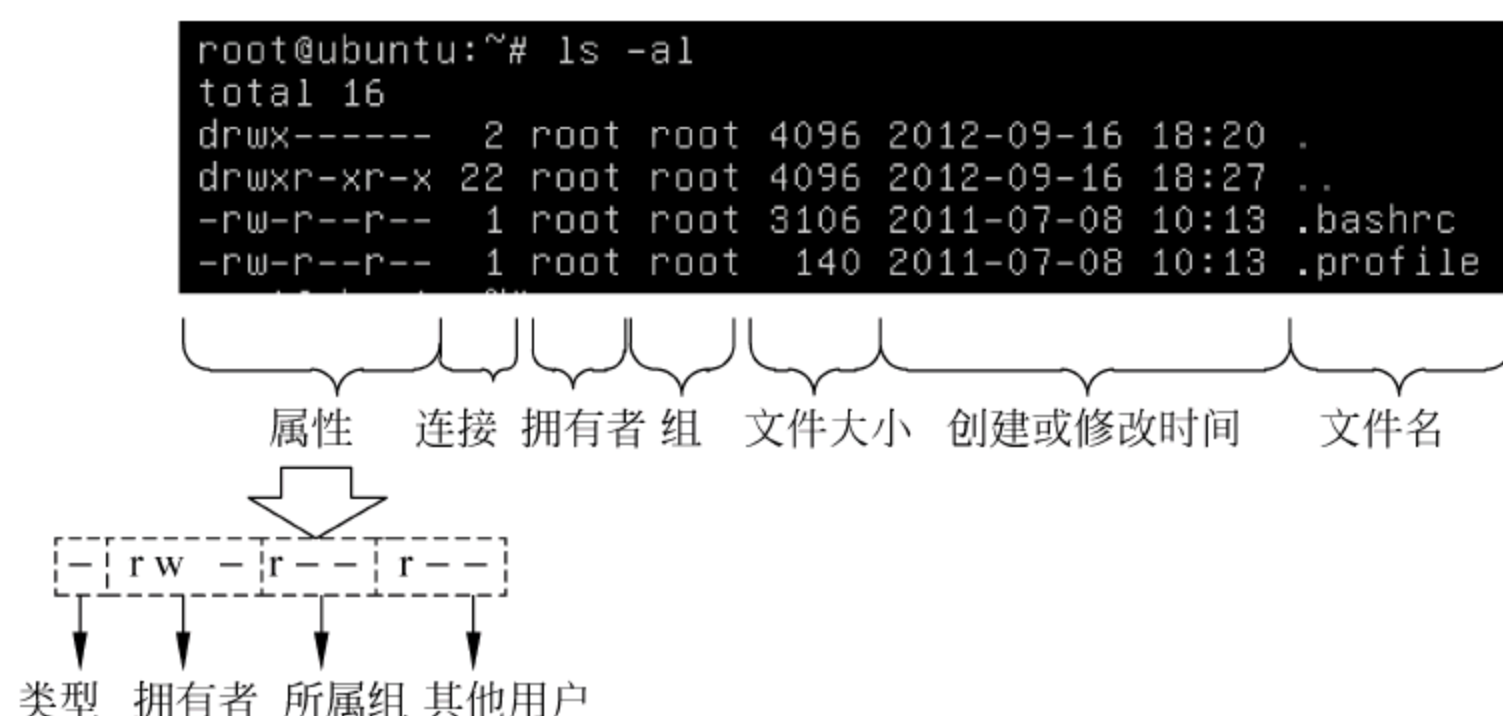 root@ubuntu:~# ls -al
total 16
drwx------  2 root root 4096 2012-09-16 18:20 .
drwxr-xr-x 22 root root 4096 2012-09-16 18:27 ..
-rw-r--r--  1 root root 3106 2011-07-08 10:13 .bashrc
-rw-r--r--  1 root root  140 2011-07-08 10:13 .profile
属性 连接 拥有者 组 文件大小 创建或修改时间 文件名
- rw - r-- r--
类型 拥有者 所属组 其他用户